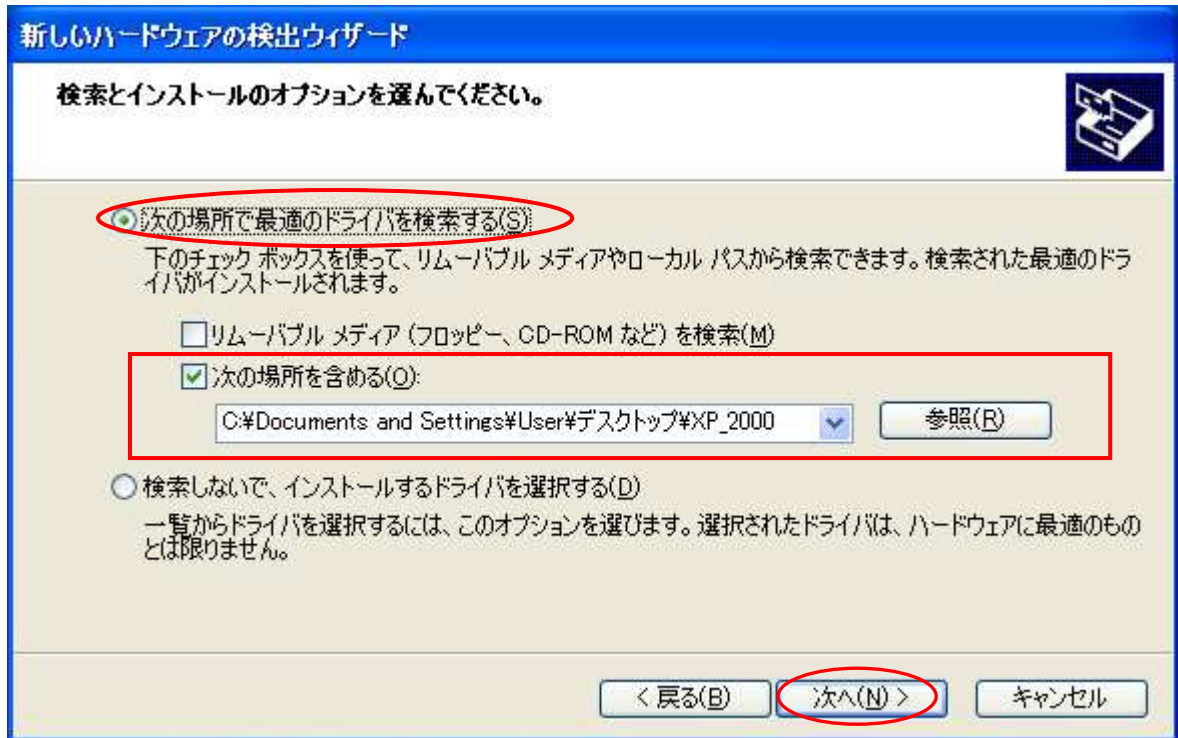 新しいハードウェアの検出ウィザード
検索とインストールのオプションを選んでください。
次の場所で最適のドライバを検索する(S)
下のチェック ボックスを使って、リムーバブル メディアやローカル パスから検索できます。検索された最適のドラ
イバがインストールされます。
リムーバブル メディア (フロッピー、CD-ROM など) を検索(M)
次の場所を含める(O):
C:¥Documents and Settings¥User¥デスクトップ¥XP_2000
参照(R)
検索しないで、インストールするドライバを選択する(D)
一覧からドライバを選択するには、このオプションを選びます。選択されたドライバは、ハードウェアに最適のもの
とは限りません。
< 戻る(B) 次へ(N) > キャンセル